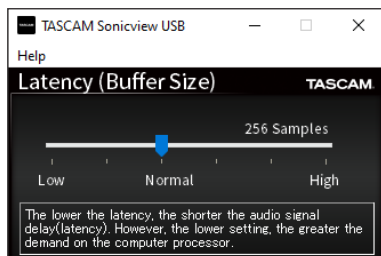 TASCAM Sonicview USB
Help
Latency (Buffer Size)
TASCAM
256 Samples
Low Normal High
The lower the latency, the shorter the audio signal
delay(latency). However, the lower setting, the greater the
demand on the computer processor.